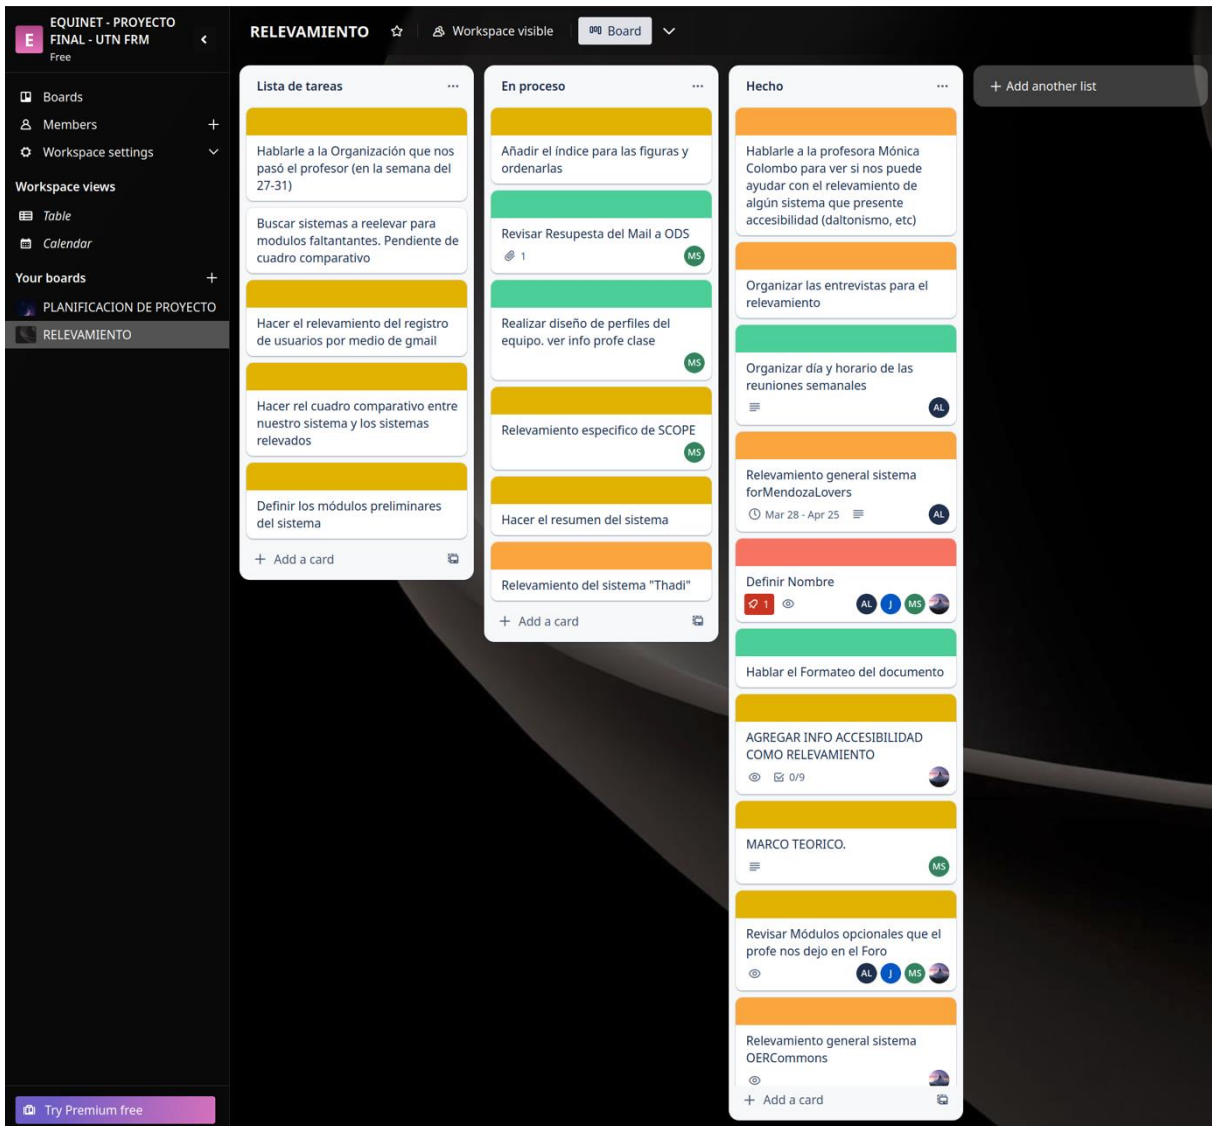 E
EQUINET - PROYECTO
FINAL - UTN FRM
Free
Boards
Members
Workspace settings
Workspace views
Table
Calendar
Your boards
PLANIFICACION DE PROYECTO
RELEVAMIENTO
Try Premium free
RELEVAMIENTO
Workspace visible
Board
Lista de tareas
Hablarle a la Organización que nos
pasó el profesor (en la semana del
27-31)
Buscar sistemas a reelevar para
modulos faltantantes. Pendiente de
cuadro comparativo
Hacer el relevamiento del registro
de usuarios por medio de gmail
Hacer rel cuadro comparativo entre
nuestro sistema y los sistemas
relevados
Definir los módulos preliminares
del sistema
+ Add a card
En proceso
Añadir el índice para las figuras y
ordenarlas
Revisar Resupesta del Mail a ODS
1
MS
Realizar diseño de perfiles del
equipo. ver info profe clase
MS
Relevamiento especifico de SCOPE
MS
Hacer el resumen del sistema
Relevamiento del sistema "Thadi"
+ Add a card
Hecho
Hablarle a la profesora Mónica
Colombo para ver si nos puede
ayudar con el relevamiento de
algún sistema que presente
accesibilidad (daltonismo, etc)
Organizar las entrevistas para el
relevamiento
Organizar día y horario de las
reuniones semanales
AL
Relevamiento general sistema
forMendozaLovers
Mar 28 - Apr 25
AL
Definir Nombre
1
AL J MS
Hablar el Formateo del documento
AGREGAR INFO ACCESIBILIDAD
COMO RELEVAMIENTO
0/9
MARCO TEORICO.
MS
Revisar Módulos opcionales que el
profe nos dejo en el Foro
AL J MS
Relevamiento general sistema
OERCommons
+ Add a card
+ Add another list